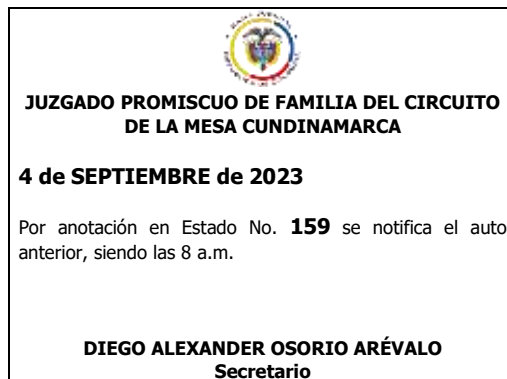 JUZGADO PROMISCUO DE FAMILIA DEL CIRCUITO
DE LA MESA CUNDINAMARCA
4 de SEPTIEMBRE de 2023
Por anotación en Estado No. 159 se notifica el auto
anterior, siendo las 8 a.m.
DIEGO ALEXANDER OSORIO ARÉVALO
Secretario